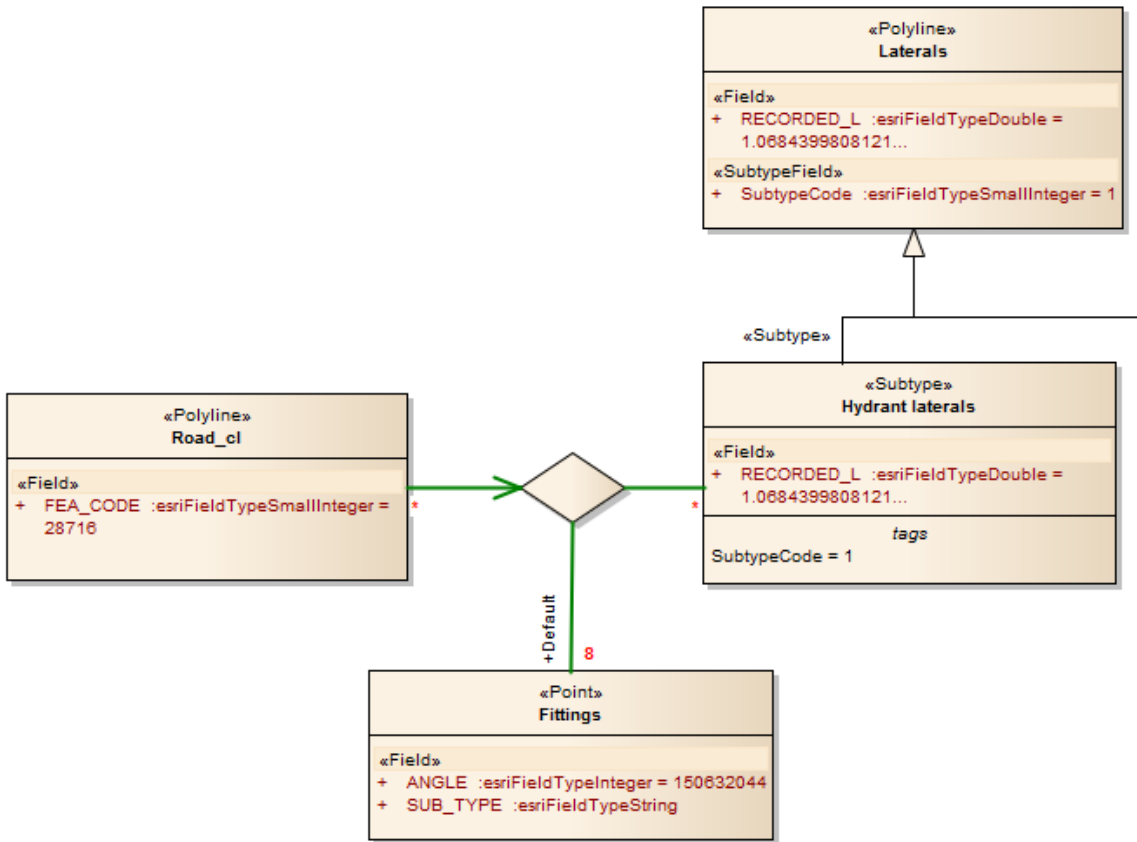 «Polyline»
Laterals
«Field»
+ RECORDED_L :esriFieldTypeDouble =
1.0684399808121...
«SubtypeField»
+ SubtypeCode :esriFieldTypeSmallInteger = 1
«Subtype»
«Subtype»
Hydrant laterals
«Field»
+ RECORDED_L :esriFieldTypeDouble =
1.0684399808121...
tags
SubtypeCode = 1
«Polyline»
Road_cl
«Field»
+ FEA_CODE :esriFieldTypeSmallInteger =
28716
*
*
+Default
8
«Point»
Fittings
«Field»
+ ANGLE :esriFieldTypeInteger = 150632044
+ SUB_TYPE :esriFieldTypeString